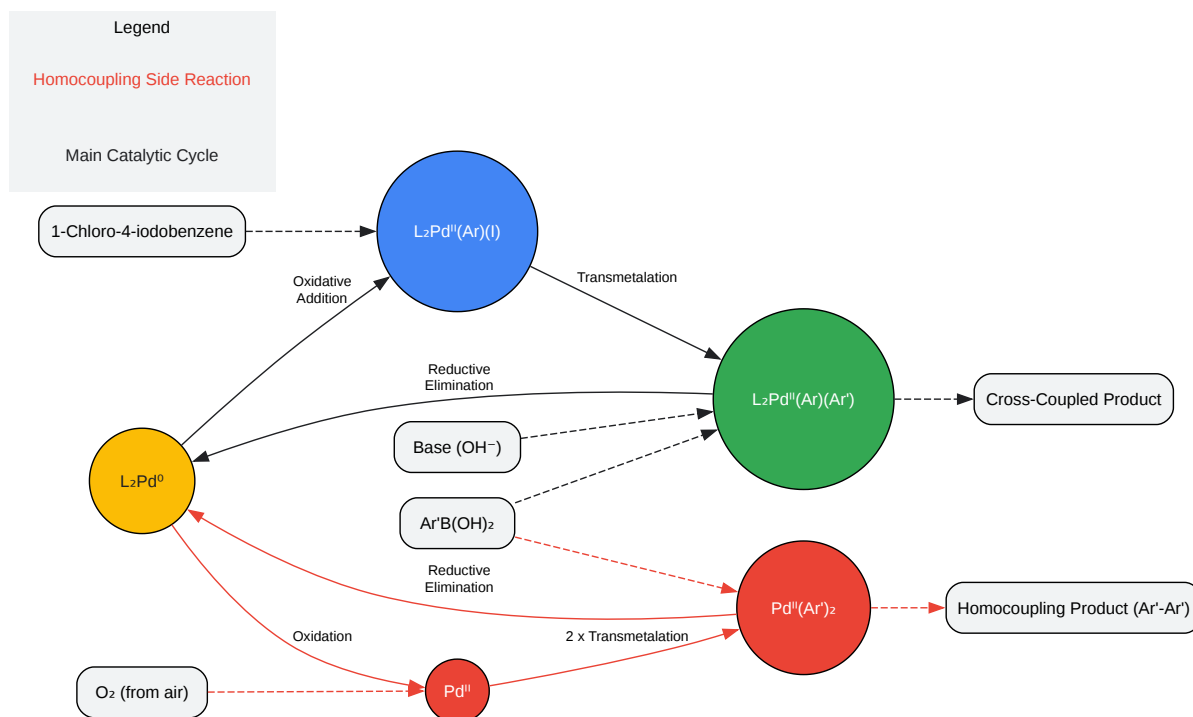 Legend
Homocoupling Side Reaction
Main Catalytic Cycle
1-Chloro-4-iodobenzene
L₂Pdᴵᴵ(Ar)(I)
Oxidative
Addition
Transmetalation
Reductive
Elimination
L₂Pdᴵᴵ(Ar)(Ar')
Cross-Coupled Product
Base (OH⁻)
L₂Pd⁰
Ar'B(OH)₂
Reductive
Elimination
Pdᴵᴵ(Ar')₂
Homocoupling Product (Ar'-Ar')
Oxidation
2 x Transmetalation
O₂ (from air)
Pdᴵᴵ